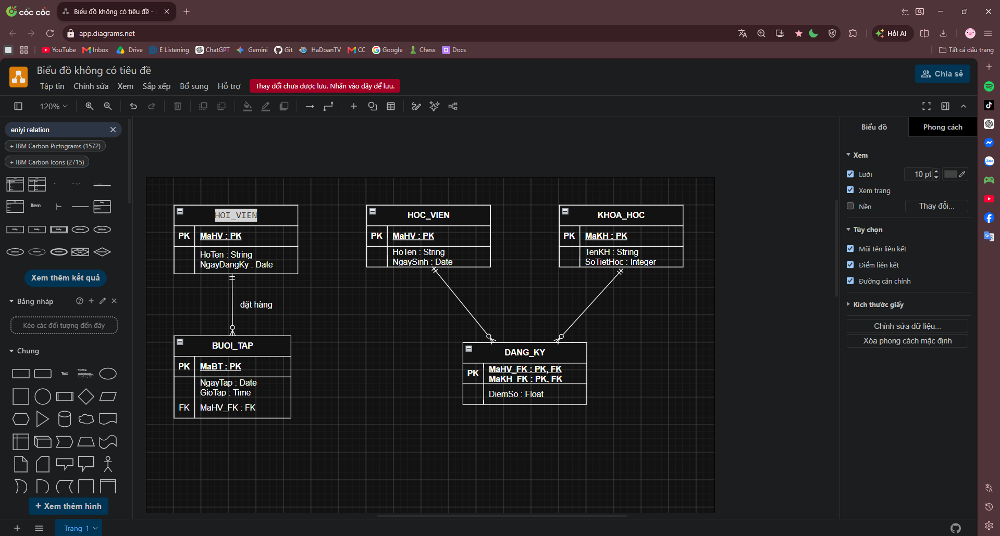 cốc cốc
Biểu đồ không có tiêu đề -
app.diagrams.net
Hỏi AI
YouTube
Inbox
Drive
E Listening
ChatGPT
Gemini
Git
HaDoanTV
CC
Google
Chess
Docs
Tất cả dấu trang
Biểu đồ không có tiêu đề
Chia sẻ
Tập tin
Chỉnh sửa
Xem
Sắp xếp
Bổ sung
Hỗ trợ
Thay đổi chưa được lưu. Nhấn vào đây để lưu.
120%
eniyi relation
+ IBM Carbon Pictograms (1572)
+ IBM Carbon Icons (2715)
Item
Xem thêm kết quả
Bảng nháp
Kéo các đối tượng đến đây
Chung
Text
Heading
+ Xem thêm hình
HOI_VIEN
PK
MaHV : PK
HoTen : String
NgayDangKy : Date
đặt hàng
BUOI_TAP
PK
MaBT : PK
NgayTap : Date
GioTap : Time
FK
MaHV_FK : FK
HOC_VIEN
PK
MaHV : PK
HoTen : String
NgaySinh : Date
KHOA_HOC
PK
MaKH : PK
TenKH : String
SoTietHoc : Integer
DANG_KY
PK
MaHV_FK : PK, FK
MaKH_FK : PK, FK
DiemSo : Float
Biểu đồ
Phong cách
Xem
Lưới
10 pt
Xem trang
Nền
Thay đổi...
Tùy chọn
Mũi tên liên kết
Điểm liên kết
Đường căn chỉnh
Kích thước giấy
Chỉnh sửa dữ liệu...
Xóa phong cách mặc định
Zalo
Trang-1